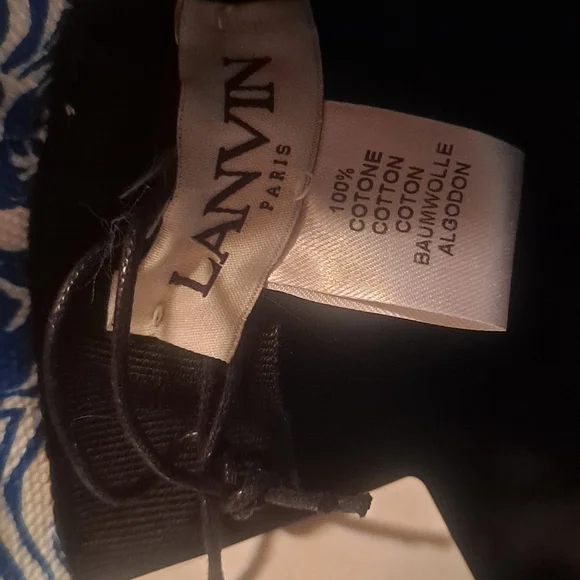 LANVIN
PARIS
100%
COTONE
COTTON
COTON
BAUMWOLLE
ALGODON